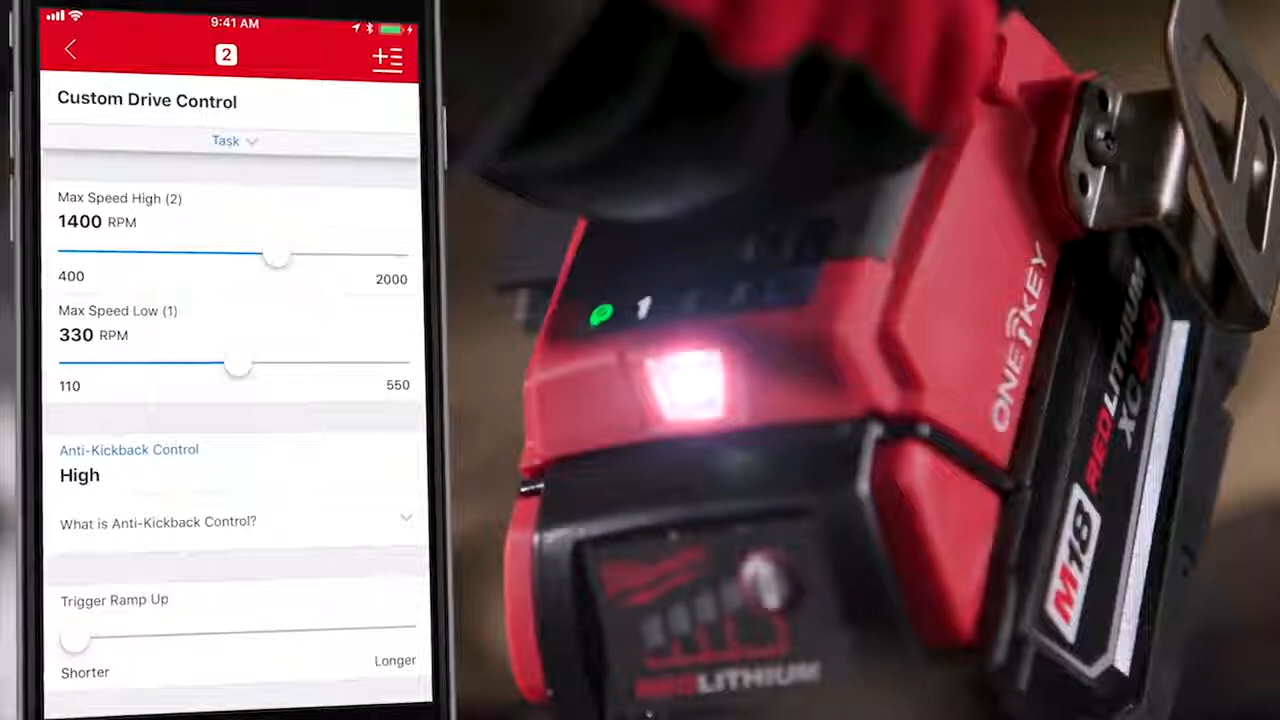 9:41 AM
2
Custom Drive Control
Task
Max Speed High (2)
1400 RPM
400
2000
Max Speed Low (1)
330 RPM
110
550
Anti-Kickback Control
High
What is Anti-Kickback Control?
Trigger Ramp Up
Shorter
Longer
1
ONE KEY
M18 REDLITHIUM
XC
REDLITHIUM